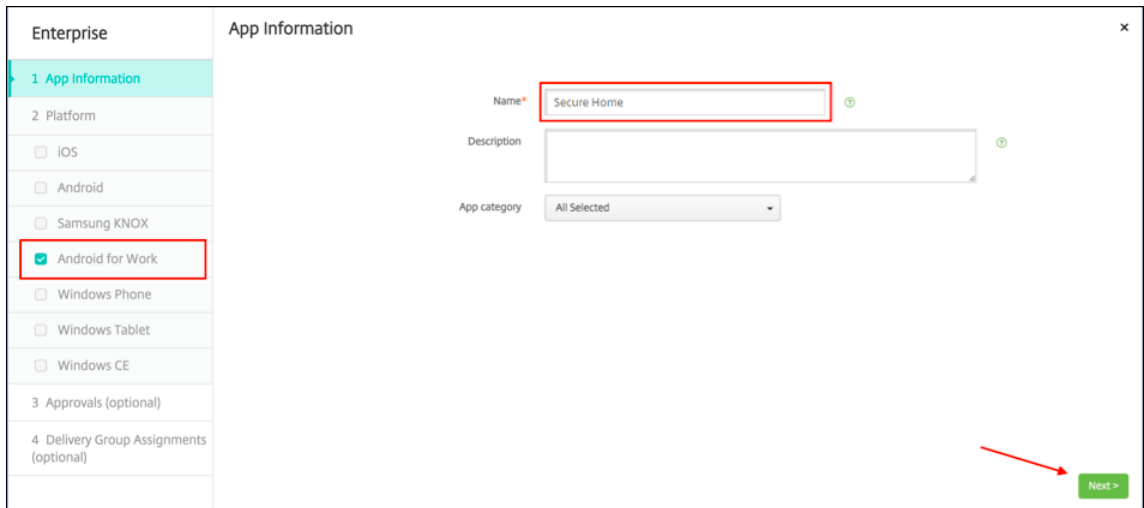 Enterprise
1 App Information
2 Platform
iOS
Android
Samsung KNOX
Android for Work
Windows Phone
Windows Tablet
Windows CE
3 Approvals (optional)
4 Delivery Group Assignments
(optional)
App Information
×
Name*
Secure Home
?
Description
?
App category
All Selected
Next >